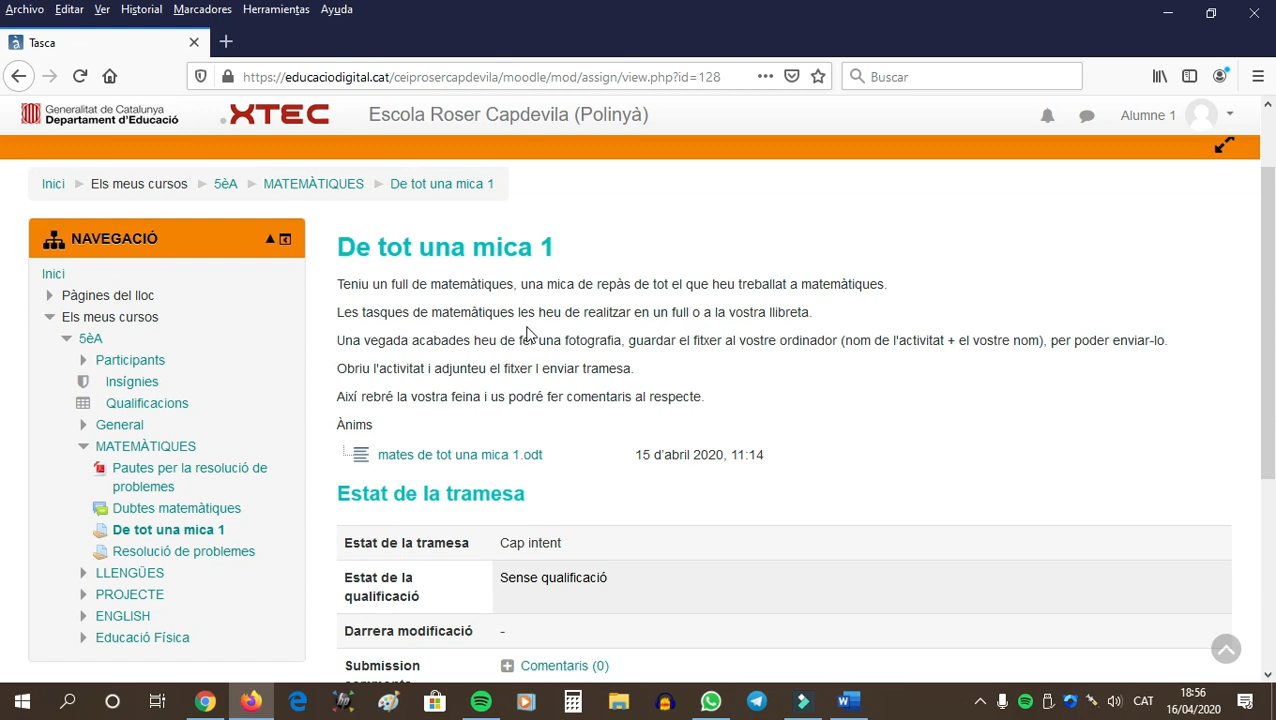 Archivo Editar Ver Historial Marcadores Herramientas Ayuda
Tasca
https://educaciodigital.cat/ceiprosercapdevila/moodle/mod/assign/view.php?id=128
Buscar
Generalitat de Catalunya
Departament d'Educació
.XTEC
Escola Roser Capdevila (Polinyà)
Alumne 1
Inici Els meus cursos 5èA MATEMÀTIQUES De tot una mica 1
NAVEGACIÓ
Inici
Pàgines del lloc
Els meus cursos
5èA
Participants
Insígnies
Qualificacions
General
MATEMÀTIQUES
Pautes per la resolució de
problemes
Dubtes matemàtiques
De tot una mica 1
Resolució de problemes
LLENGÜES
PROJECTE
ENGLISH
Educació Física
De tot una mica 1
Teniu un full de matemàtiques, una mica de repàs de tot el que heu treballat a matemàtiques.
Les tasques de matemàtiques les heu de realitzar en un full o a la vostra llibreta.
Una vegada acabades heu de fer una fotografia, guardar el fitxer al vostre ordinador (nom de l'activitat + el vostre nom), per poder enviar-lo.
Obriu l'activitat i adjunteu el fitxer I enviar tramesa.
Així rebré la vostra feina i us podré fer comentaris al respecte.
Ànims
mates de tot una mica 1.odt 15 d'abril 2020, 11:14
Estat de la tramesa
Estat de la tramesa Cap intent
Estat de la
qualificació
Sense qualificació
Darrera modificació -
Submission
comments
Comentaris (0)
CAT
18:56
16/04/2020